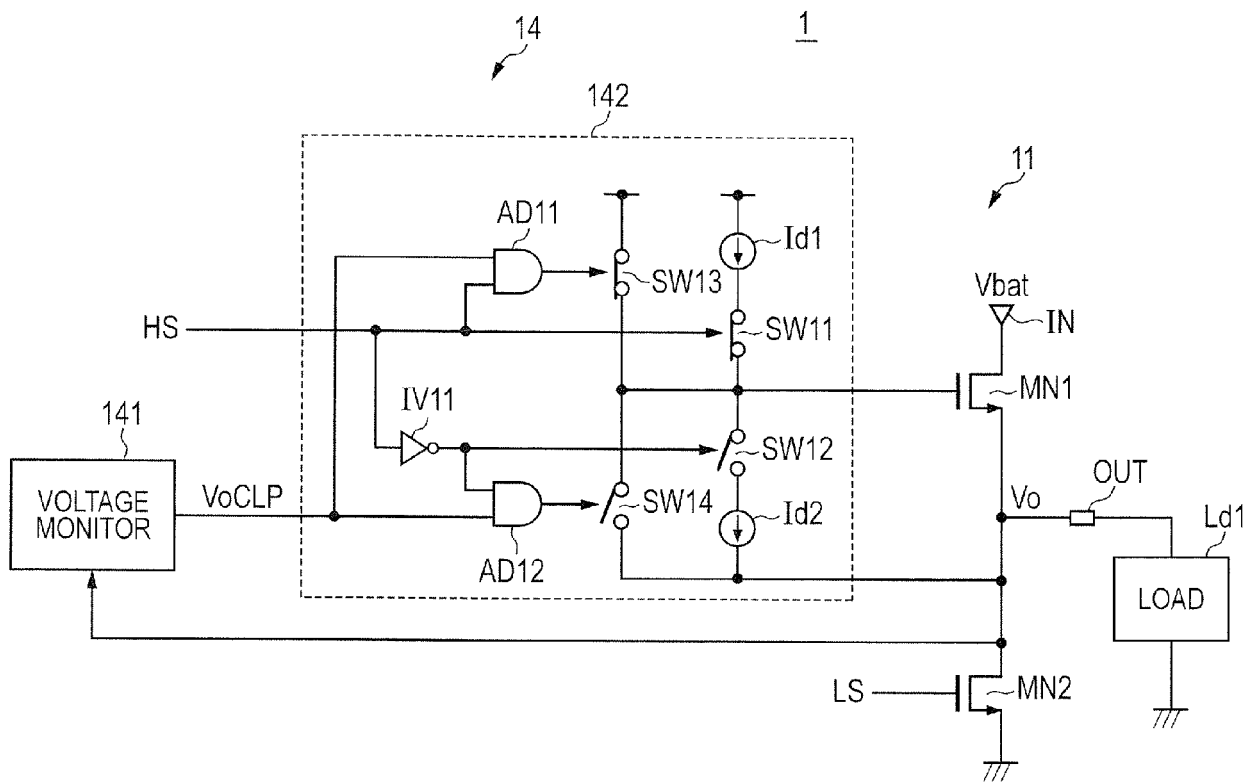 14
1
142
11
AD11
Id1
SW13
Vbat
IN
HS
SW11
MN1
141
IV11
SW12
OUT
VOLTAGE
MONITOR
VoCLP
SW14
Vo
Ld1
Id2
AD12
LOAD
LS
MN2